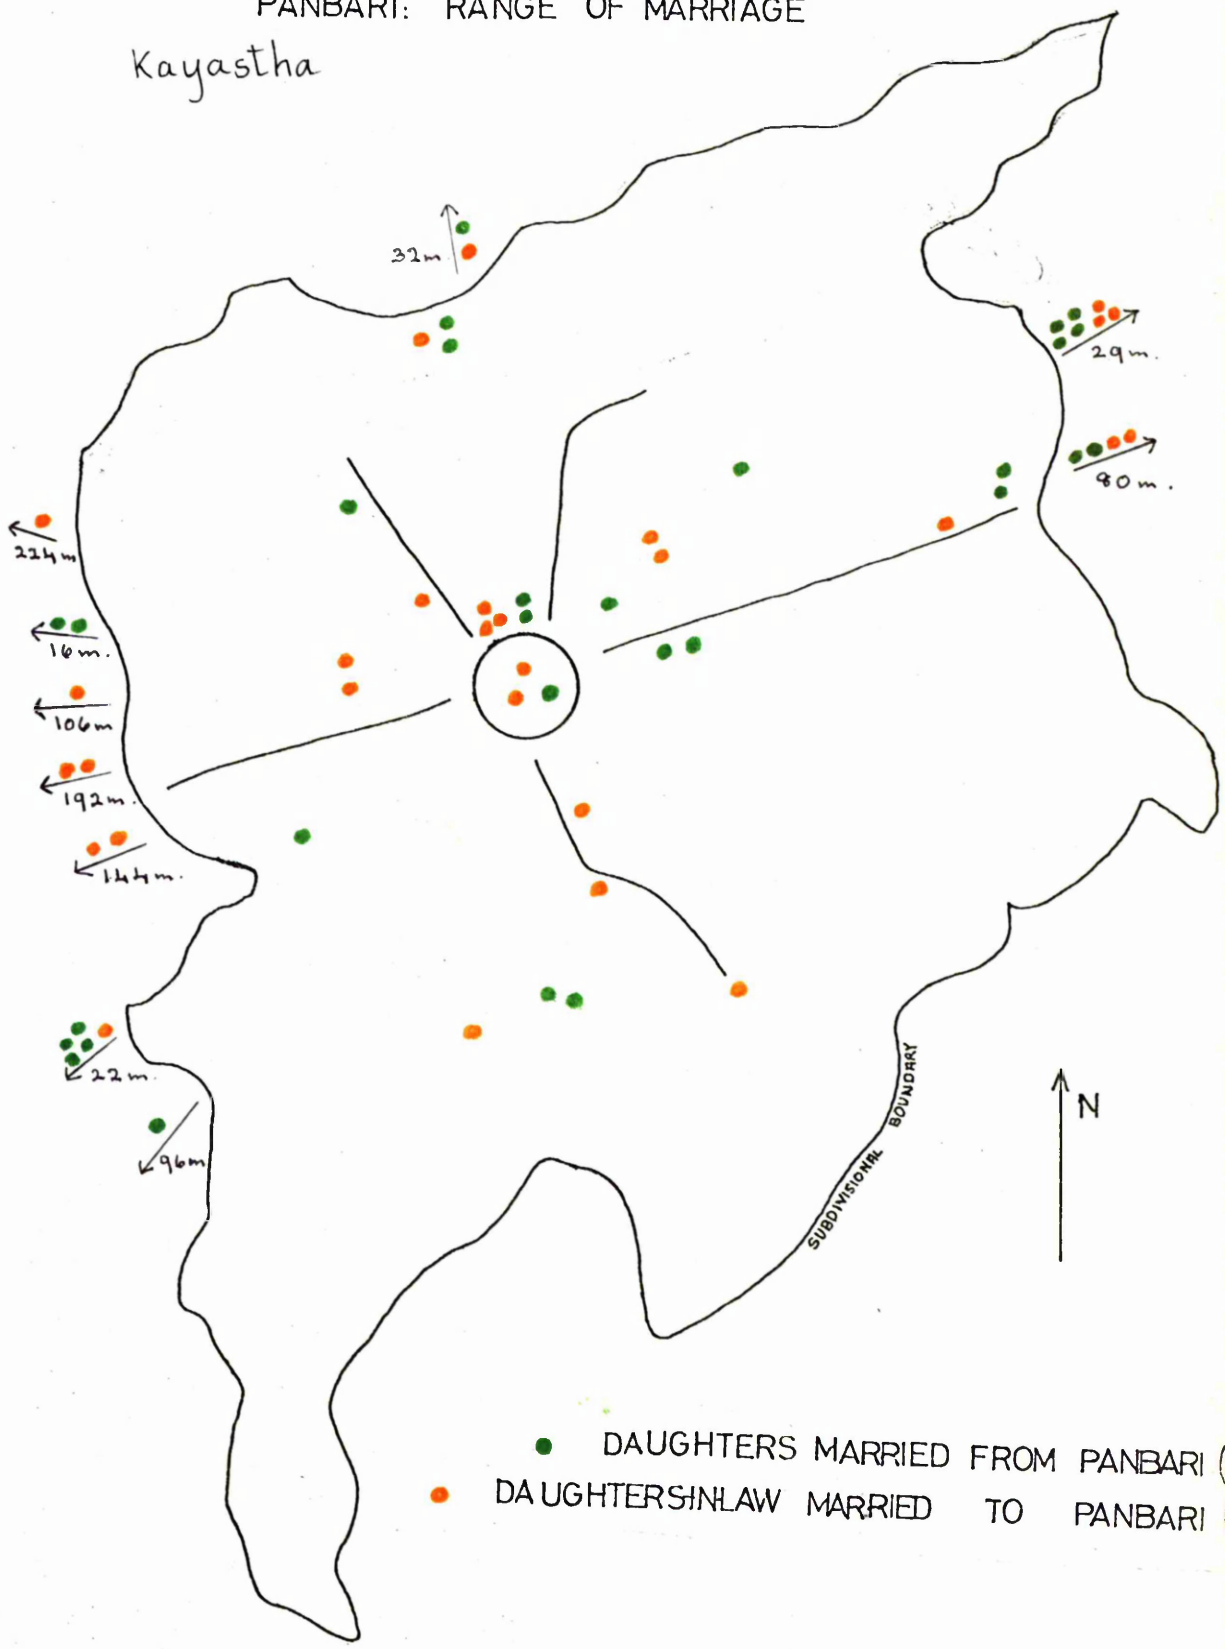 PANBARI: RANGE OF MARRIAGE
Kayastha
32m
29m.
80m.
224m
16m.
106m
192m.
144m.
22m.
96m
N
SUBDIVISIONAL BOUNDARY
DAUGHTERS MARRIED FROM PANBARI (
DAUGHTERSINLAW MARRIED TO PANBARI